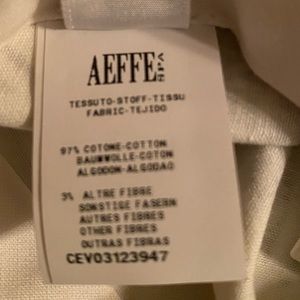 AEFFE SPA
TESSUTO-STOFF-TISSU
FABRIC-TEJIDO
97% COTONE-COTTON
BAUMWOLLE-COTON
ALGODON-ALGODAO
3% ALTRE FIBRE
SONSTIGE FASERN
AUTRES FIBRES
OTHER FIBRES
OUTRAS FIBRAS
CEV03123947